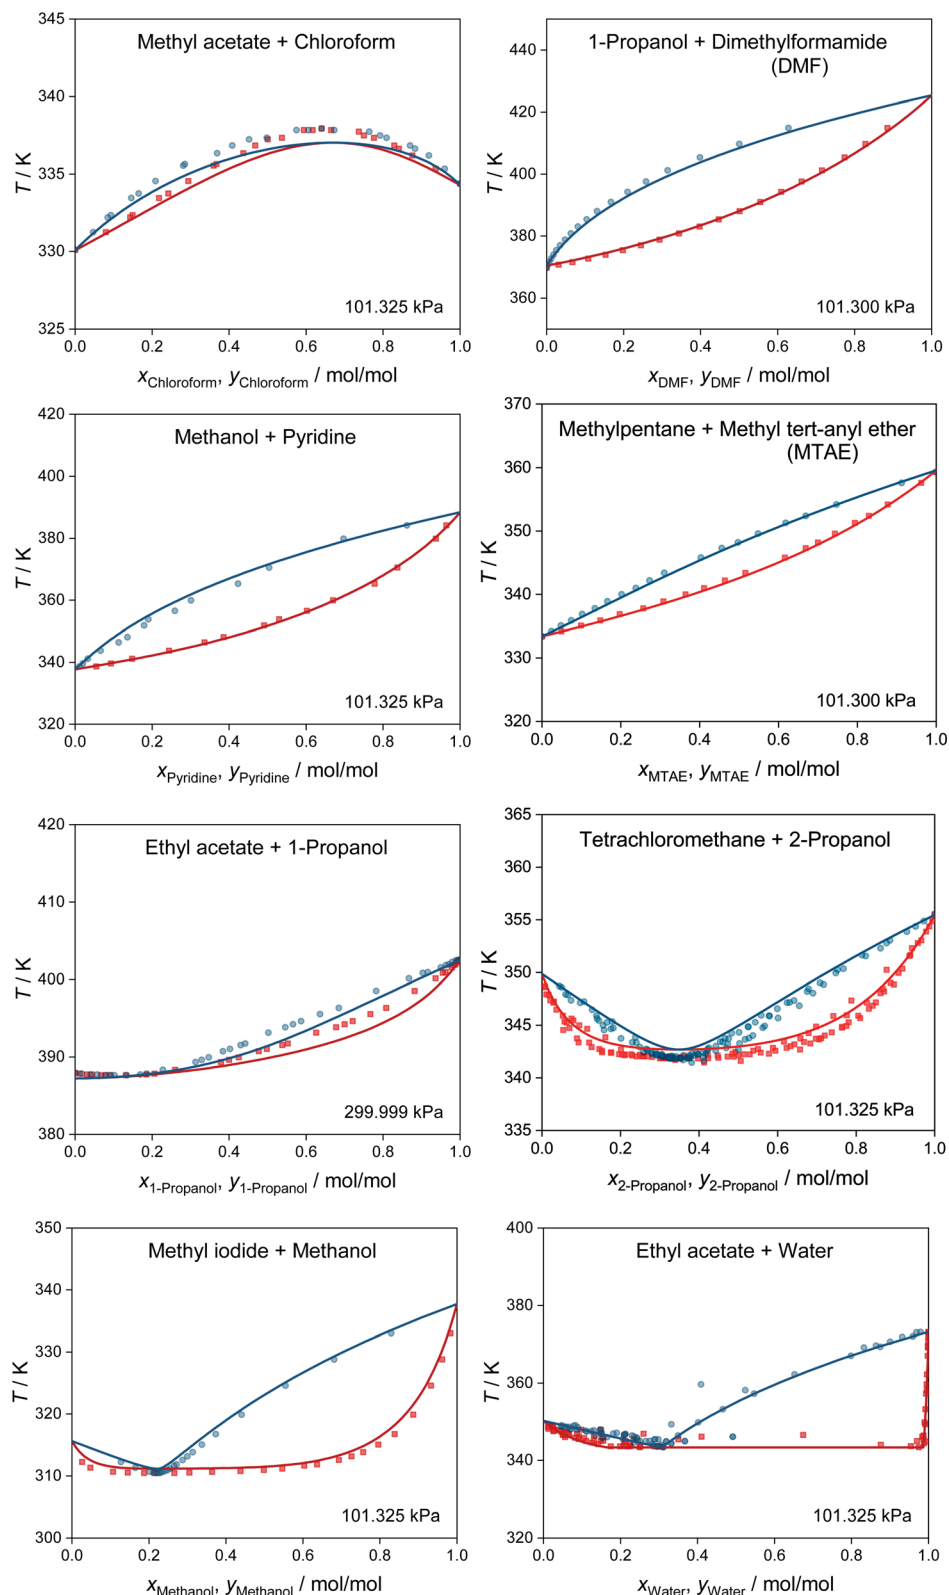 Methyl acetate + Chloroform
T / K
345
340
335
330
325
101.325 kPa
0.0 0.2 0.4 0.6 0.8 1.0
xChloroform, yChloroform / mol/mol
1-Propanol + Dimethylformamide
(DMF)
T / K
440
420
400
380
360
101.300 kPa
0.0 0.2 0.4 0.6 0.8 1.0
xDMF, yDMF / mol/mol
Methanol + Pyridine
T / K
420
400
380
360
340
320
101.325 kPa
0.0 0.2 0.4 0.6 0.8 1.0
xPyridine, yPyridine / mol/mol
Methylpentane + Methyl tert-anyl ether
(MTAE)
T / K
370
360
350
340
330
320
101.300 kPa
0.0 0.2 0.4 0.6 0.8 1.0
xMTAE, yMTAE / mol/mol
Ethyl acetate + 1-Propanol
T / K
420
410
400
390
380
299.999 kPa
0.0 0.2 0.4 0.6 0.8 1.0
x1-Propanol, y1-Propanol / mol/mol
Tetrachloromethane + 2-Propanol
T / K
365
360
355
350
345
340
335
101.325 kPa
0.0 0.2 0.4 0.6 0.8 1.0
x2-Propanol, y2-Propanol / mol/mol
Methyl iodide + Methanol
T / K
350
340
330
320
310
300
101.325 kPa
0.0 0.2 0.4 0.6 0.8 1.0
xMethanol, yMethanol / mol/mol
Ethyl acetate + Water
T / K
400
380
360
340
320
101.325 kPa
0.0 0.2 0.4 0.6 0.8 1.0
xWater, yWater / mol/mol